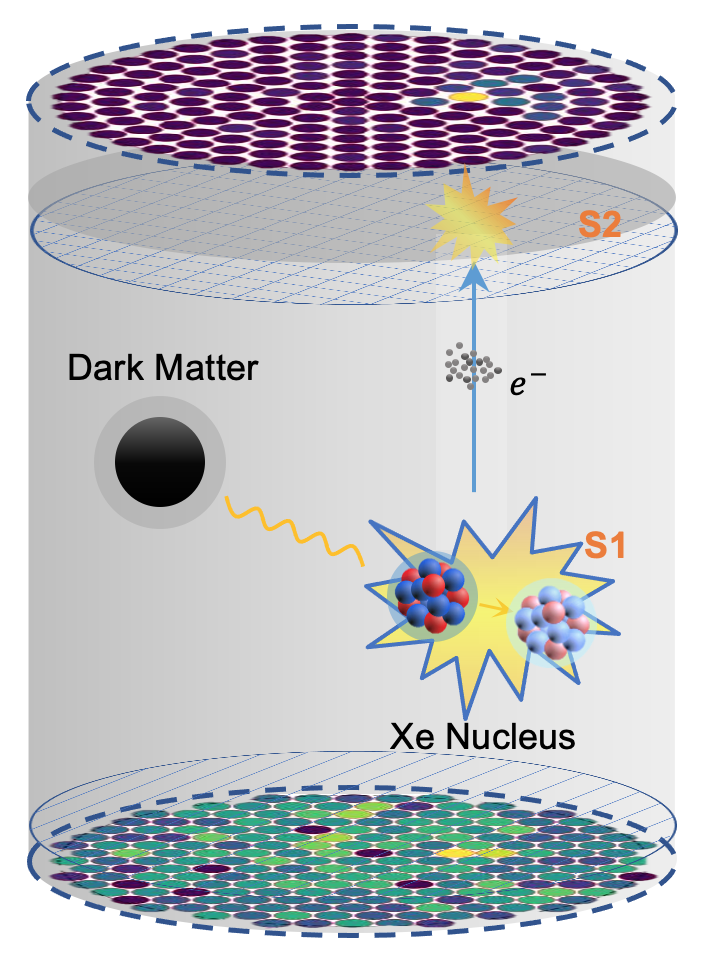 S2
Dark Matter
e⁻
S1
Xe Nucleus